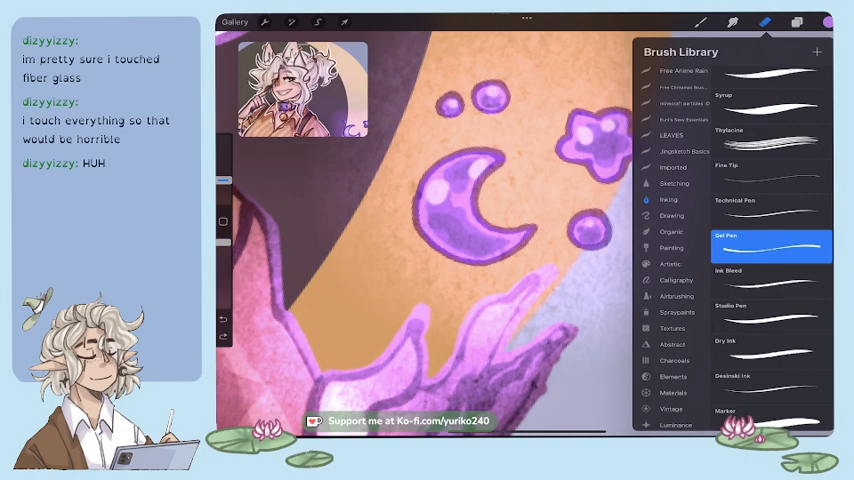 dizyyizzy:
im pretty sure i touched
fiber glass
dizyyizzy:
i touch everything so that
would be horrible
dizyyizzy: HUH
Gallery
Brush Library
Free Anime Rain
Free Christmas Brus...
LEAVES
Jingsketch Basics
Imported
Sketching
Inking
Drawing
Organic
Painting
Artistic
Calligraphy
Airbrushing
Spraypaints
Textures
Abstract
Charcoals
Elements
Materials
Vintage
Luminance
Syrup
Thylacine
Fine Tip
Technical Pen
Gel Pen
Ink Bleed
Studio Pen
Dry Ink
Gesinski Ink
Marker
Support me at Ko-fi.com/yuriko240